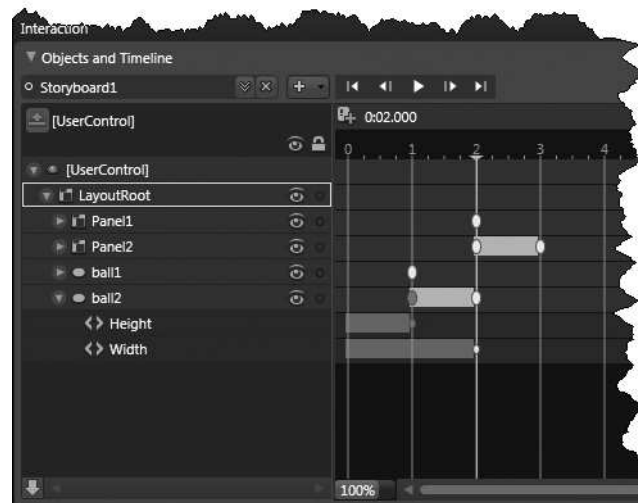 Interaction
Objects and Timeline
Storyboard1
[UserControl]
0:02.000
0 1 2 3 4
[UserControl]
LayoutRoot
Panel1
Panel2
ball1
ball2
Height
Width
100%